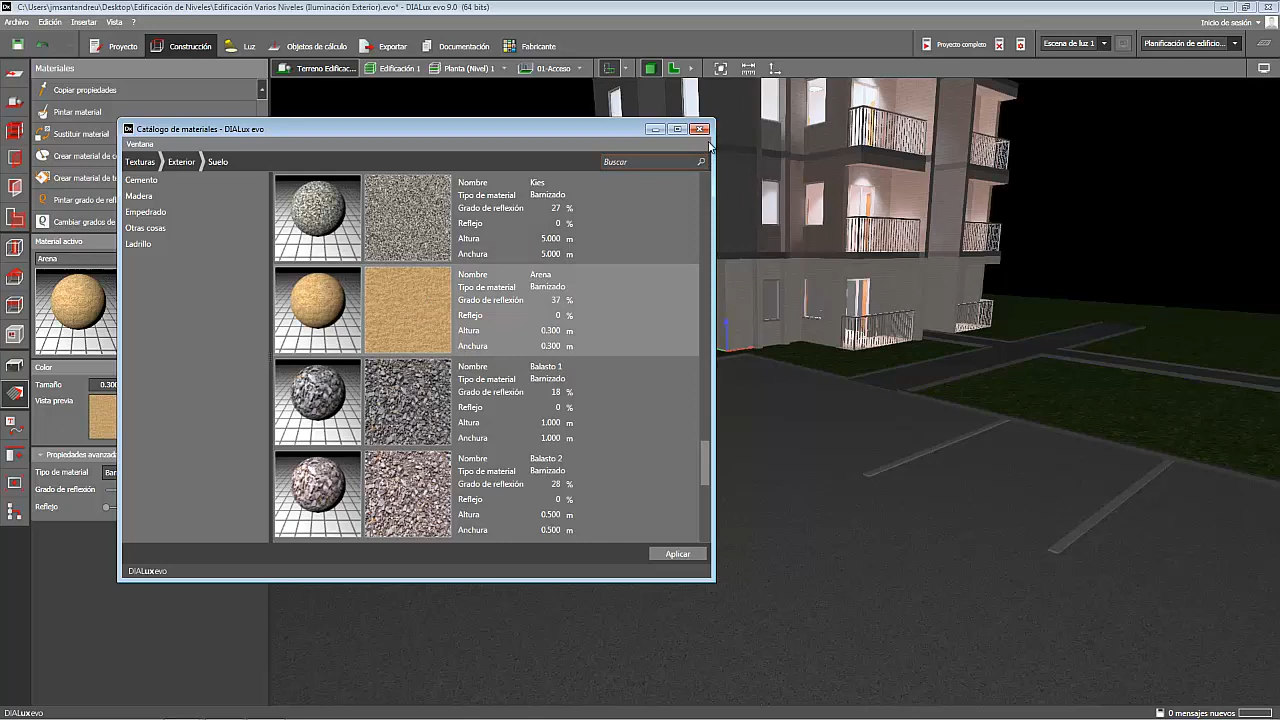 C:\Users\jmsantandreu\Desktop\Edificación de Niveles\Edificación Varios Niveles (Iluminación Exterior).evo* - DIALux evo 9.0 (64 bits)
Archivo Edición Insertar Vista ?
Inicio de sesión
Proyecto Construcción Luz Objetos de cálculo Exportar Documentación Fabricante
Proyecto completo Escena de luz 1 Planificación de edificio...
Materiales
Terreno Edificac... Edificación 1 Planta (Nivel) 1 01-Acceso
Copiar propiedades
Pintar material
Sustituir material
Crear material de c
Crear material de te
Pintar grado de refl
Cambiar grados de
Material activo
Arena
Color
Tamaño 0.300
Vista previa
Propiedades avanzada
Tipo de material Bar
Grado de reflexión
Reflejo
Catálogo de materiales - DIALux evo
Ventana
Texturas Exterior Suelo
Buscar
Cemento
Madera
Empedrado
Otras cosas
Ladrillo
Nombre Kies
Tipo de material Barnizado
Grado de reflexión 27 %
Reflejo 0 %
Altura 5.000 m
Anchura 5.000 m
Nombre Arena
Tipo de material Barnizado
Grado de reflexión 37 %
Reflejo 0 %
Altura 0.300 m
Anchura 0.300 m
Nombre Balasto 1
Tipo de material Barnizado
Grado de reflexión 18 %
Reflejo 0 %
Altura 1.000 m
Anchura 1.000 m
Nombre Balasto 2
Tipo de material Barnizado
Grado de reflexión 28 %
Reflejo 0 %
Altura 0.500 m
Anchura 0.500 m
Aplicar
DIALux evo
DIALux evo
0 mensajes nuevos